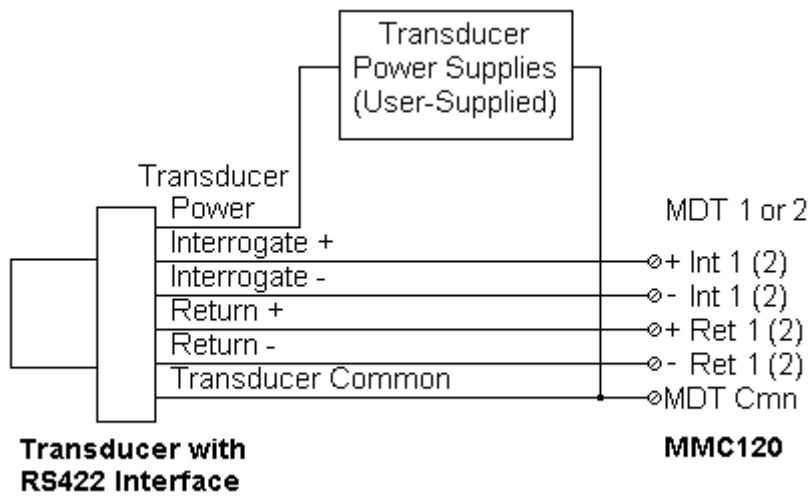 Transducer
Power Supplies
(User-Supplied)
Transducer
Power
MDT 1 or 2
Interrogate +
+ Int 1 (2)
Interrogate -
- Int 1 (2)
Return +
+ Ret 1 (2)
Return -
- Ret 1 (2)
Transducer Common
MDT Cmn
Transducer with
RS422 Interface
MMC120